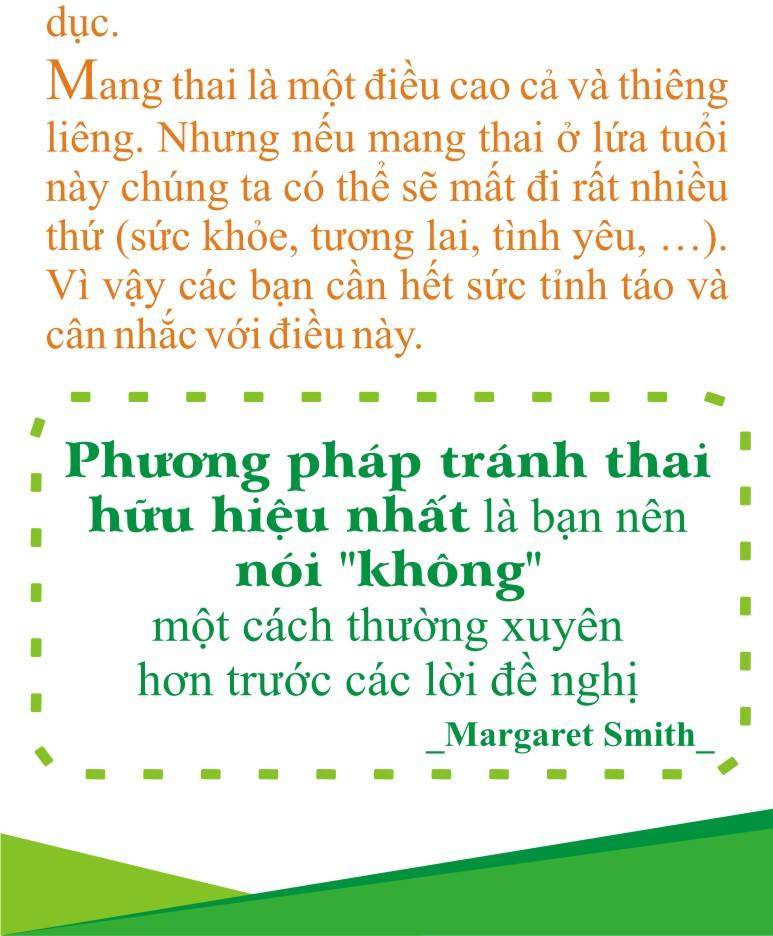 dục.
Mang thai là một điều cao cả và thiêng
liêng. Nhưng nếu mang thai ở lứa tuổi
này chúng ta có thể sẽ mất đi rất nhiều
thứ (sức khỏe, tương lai, tình yêu, …).
Vì vậy các bạn cần hết sức tỉnh táo và
cân nhắc với điều này.
Phương pháp tránh thai
hữu hiệu nhất là bạn nên
nói "không"
một cách thường xuyên
hơn trước các lời đề nghị
_Margaret Smith_